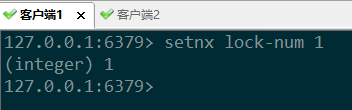 客户端1 客户端2
127.0.0.1:6379> setnx lock-num 1
(integer) 1
127.0.0.1:6379>